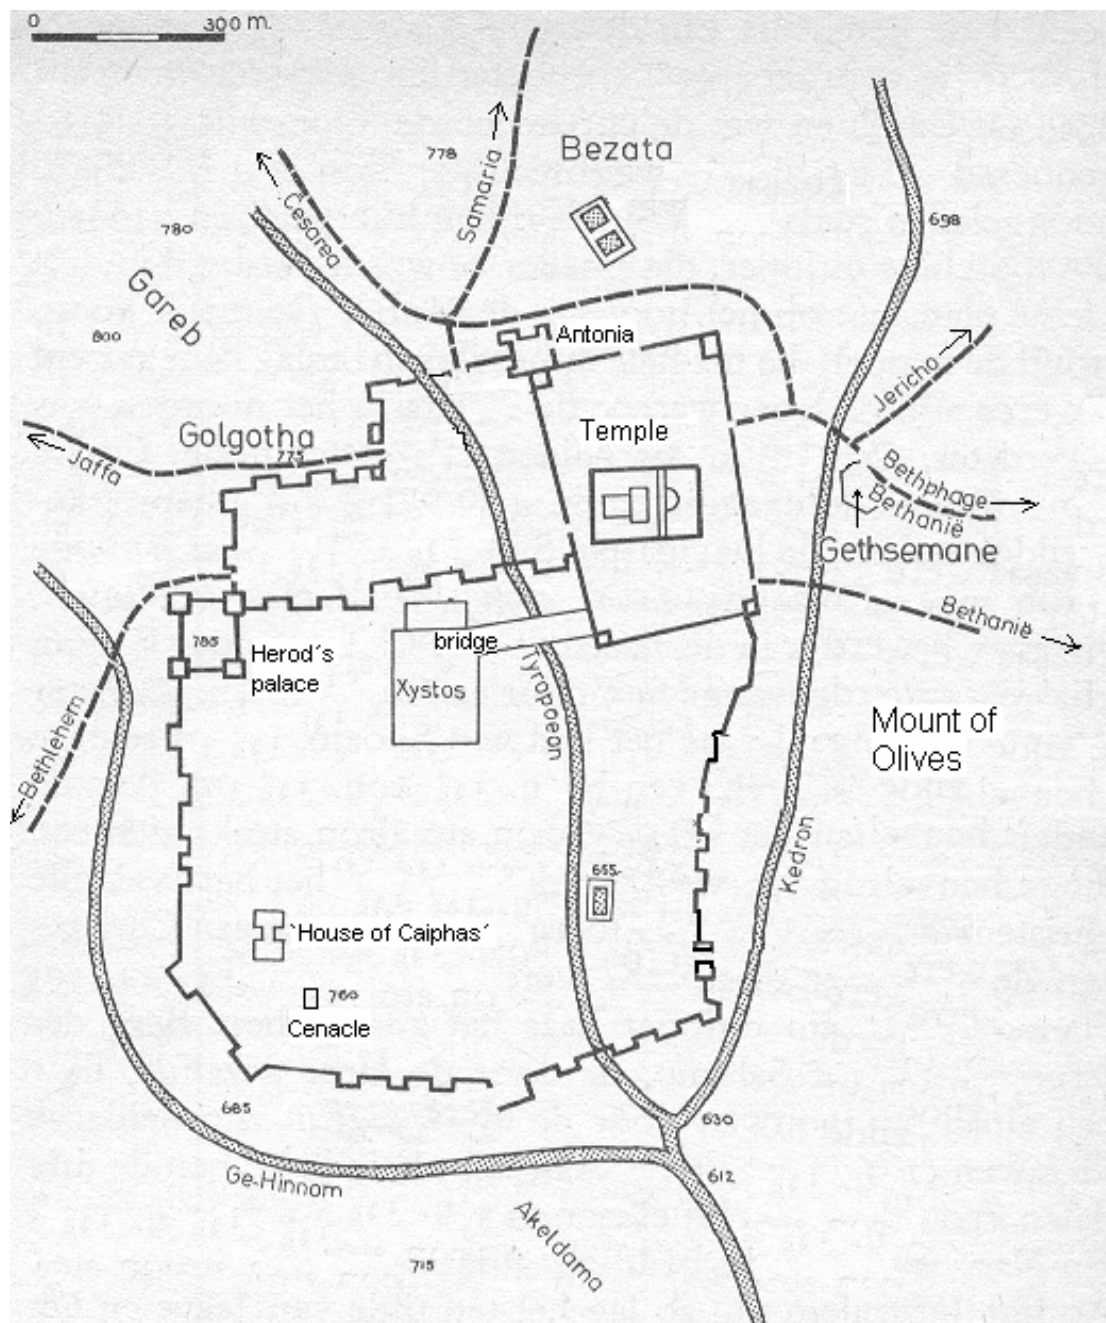 0 300 m.
778
Bezata
Samaria
Cesarea
698
780
Gareb
800
Antonia
Jericho
Golgotha
775
Temple
Jaffa
Bethphage
Bethanië
Gethsemane
Bethanië
785
Herod´s
palace
bridge
Xystos
Tyropoean
Bethlehem
Mount of
Olives
Kedron
655
`House of Caiphas´
760
Cenacle
685
630
Ge-Hinnom
612
Akeldama
715